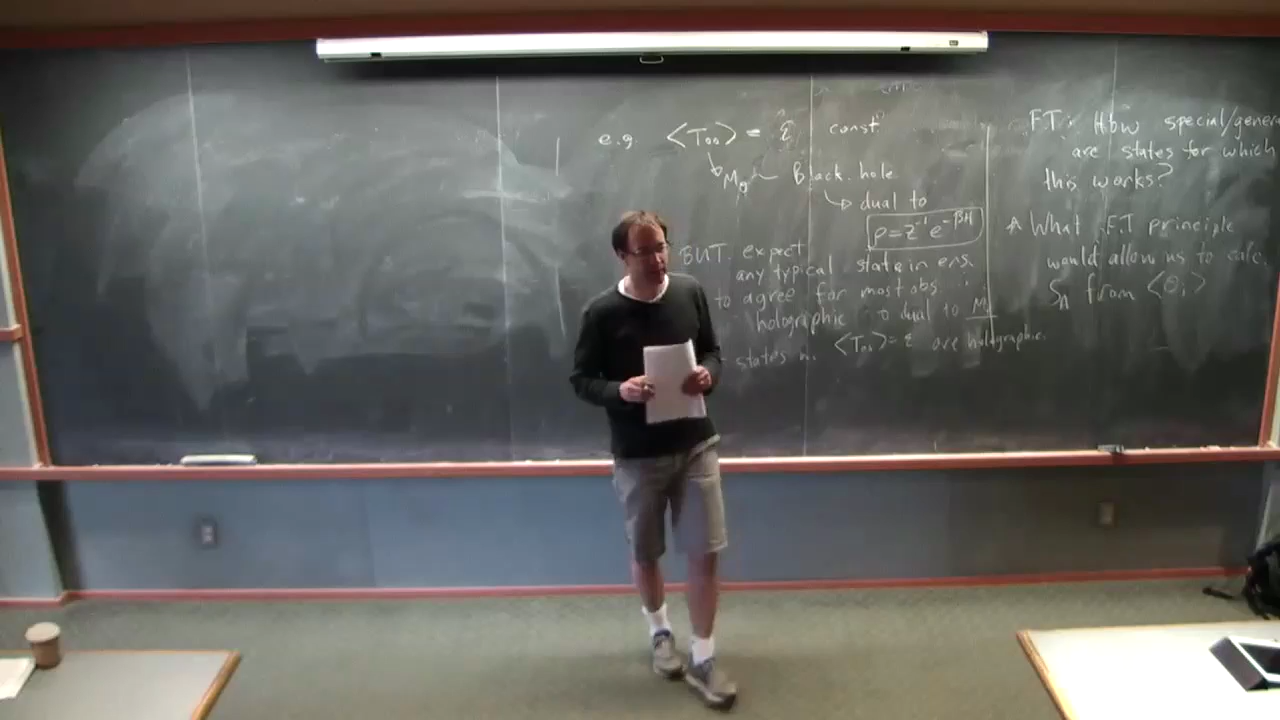 e.g. <T₀₀> = ε const.
M Black hole
↳ dual to
ρ = Z⁻¹ e^{-βH}
BUT expect
any typical state in ens.
to agree for most obs.
holographic dual to M
states <T₀₀> = ε are holographic.
F.T: How special/genera
are states for which
this works?
* What F.T principle
would allow us to calc.
S_A from <O_i>